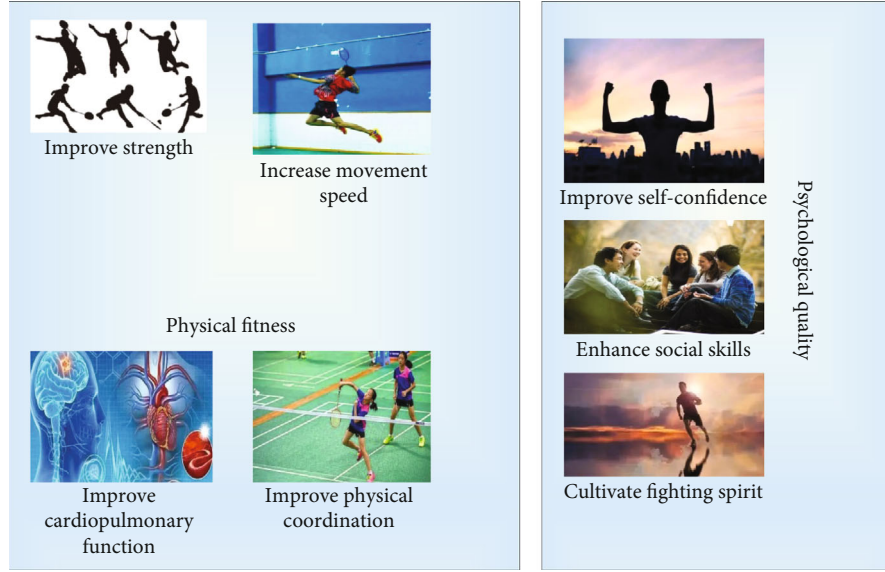 Improve strength
Increase movement
speed
Physical fitness
Improve
cardiopulmonary
function
Improve physical
coordination
Improve self-confidence
Enhance social skills
Cultivate fighting spirit
Psychological quality